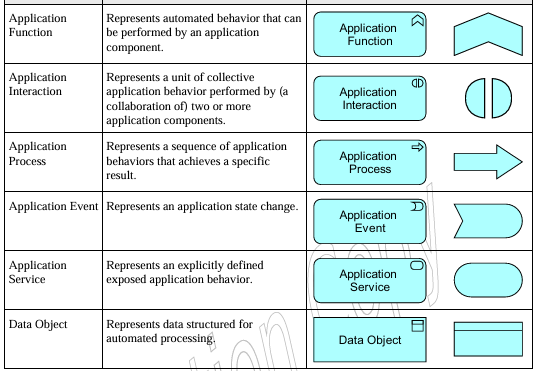 Application
Function
Represents automated behavior that can
be performed by an application
component.
Application
Function
Application
Interaction
Represents a unit of collective
application behavior performed by (a
collaboration of) two or more
application components.
Application
Interaction
Application
Process
Represents a sequence of application
behaviors that achieves a specific
result.
Application
Process
Application Event
Represents an application state change.
Application
Event
Application
Service
Represents an explicitly defined
exposed application behavior.
Application
Service
Data Object
Represents data structured for
automated processing.
Data Object